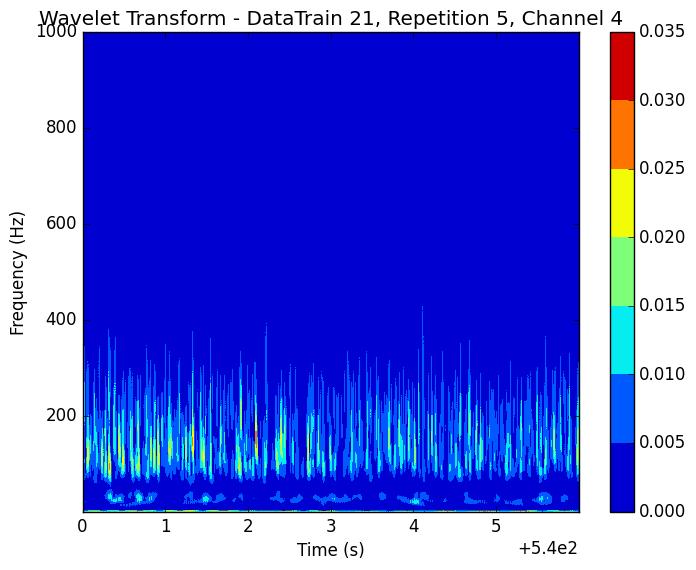 Wavelet Transform - DataTrain 21, Repetition 5, Channel 4
1000
800
600
400
200
Frequency (Hz)
0 1 2 3 4 5
Time (s)
+5.4e2
0.035
0.030
0.025
0.020
0.015
0.010
0.005
0.000